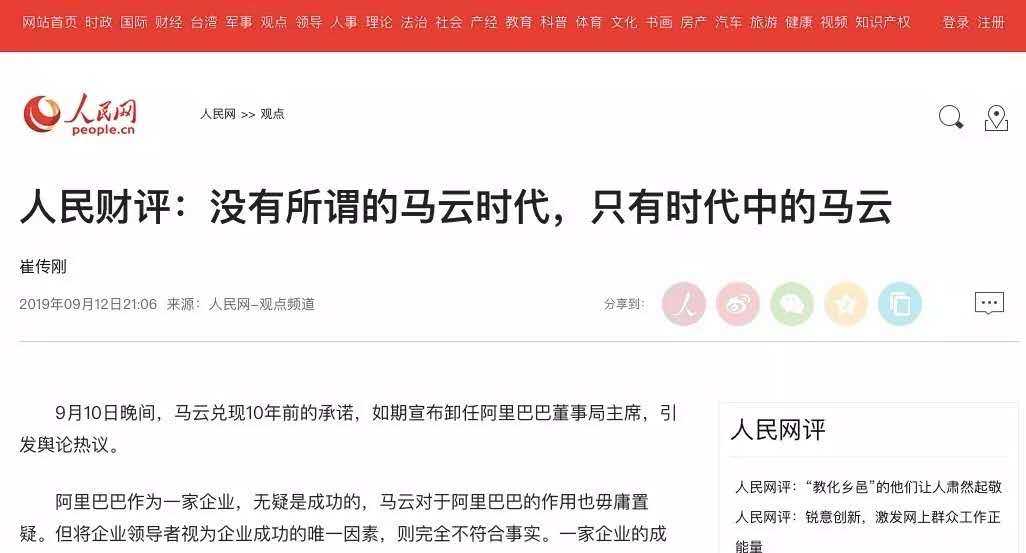 网站首页 时政 国际 财经 台湾 军事 观点 领导 人事 理论 法治 社会 产经 教育 科普 体育 文化 书画 房产 汽车 旅游 健康 视频 知识产权 登录 注册
人民网
people.cn
人民网 >> 观点
人民财评：没有所谓的马云时代，只有时代中的马云
崔传刚
2019年09月12日21:06 来源：人民网-观点频道
分享到：
人
9月10日晚间，马云兑现10年前的承诺，如期宣布卸任阿里巴巴董事局主席，引
发舆论热议。
阿里巴巴作为一家企业，无疑是成功的，马云对于阿里巴巴的作用也毋庸置
疑。但将企业领导者视为企业成功的唯一因素，则完全不符合事实。一家企业的成
人民网评
人民网评：“教化乡邑”的他们让人肃然起敬
人民网评：锐意创新，激发网上群众工作正
能量